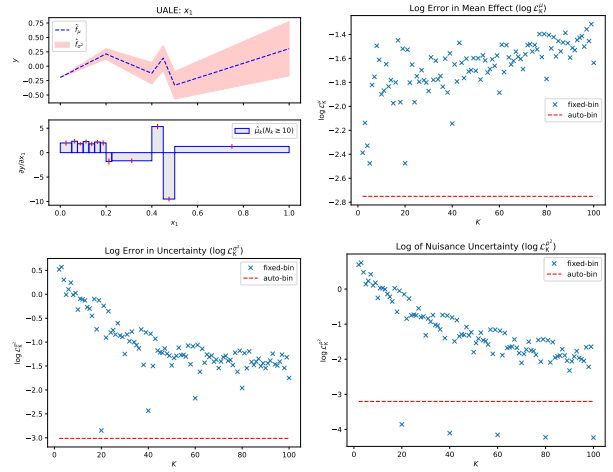 UALE: x₁
f̂_μ
f̂_σ²
y
0.50
0.25
0.00
−0.25
−0.50
μ̂_k(N_k ≥ 10)
∂y/∂x₁
5
0
−5
−10
0.0 0.2 0.4 0.6 0.8 1.0
x₁
Log Error in Mean Effect (log 𝓛_K^μ)
log 𝓛_K^μ
−1.4
−1.6
−1.8
−2.0
−2.2
−2.4
−2.6
−2.8
fixed-bin
auto-bin
0 20 40 60 80 100
K
Log Error in Uncertainty (log 𝓛_K^σ²)
log 𝓛_K^σ²
0.5
0.0
−0.5
−1.0
−1.5
−2.0
−2.5
−3.0
fixed-bin
auto-bin
0 20 40 60 80 100
K
Log of Nuisance Uncertainty (log 𝓛_K^ρ²)
log 𝓛_K^ρ²
0
−1
−2
−3
−4
fixed-bin
auto-bin
0 20 40 60 80 100
K